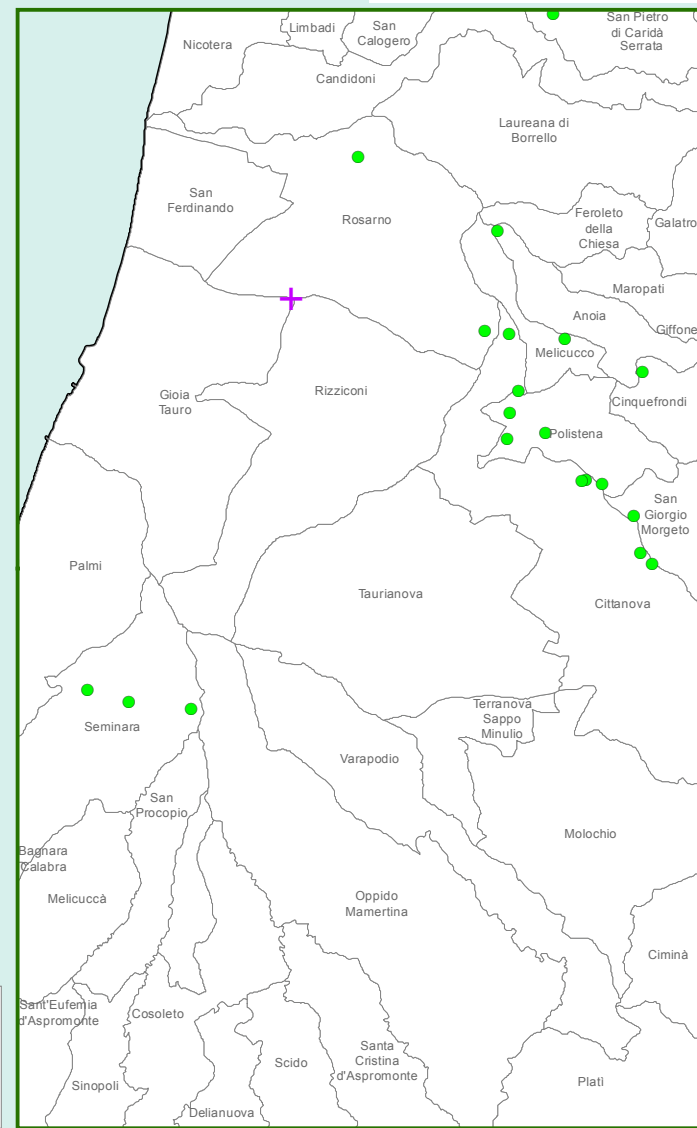 San Pietro
di Caridà
Serrata
San
Calogero
Limbadi
Nicotera
Candidoni
Laureana di
Borrello
San
Ferdinando
Rosarno
Feroleto
della
Chiesa
Galatro
Maropati
Anoia
Giffone
Melicucco
Gioia
Tauro
Rizziconi
Cinquefrondi
Polistena
San
Giorgio
Morgeto
Palmi
Taurianova
Cittanova
Terranova
Sappo
Minulio
Seminara
Varapodio
San
Procopio
Molochio
Bagnara
Calabra
Melicuccà
Oppido
Mamertina
Ciminà
Sant'Eufemia
d'Aspromonte
Cosoleto
Scido
Santa
Cristina
d'Aspromonte
Sinopoli
Platì
Delianuova